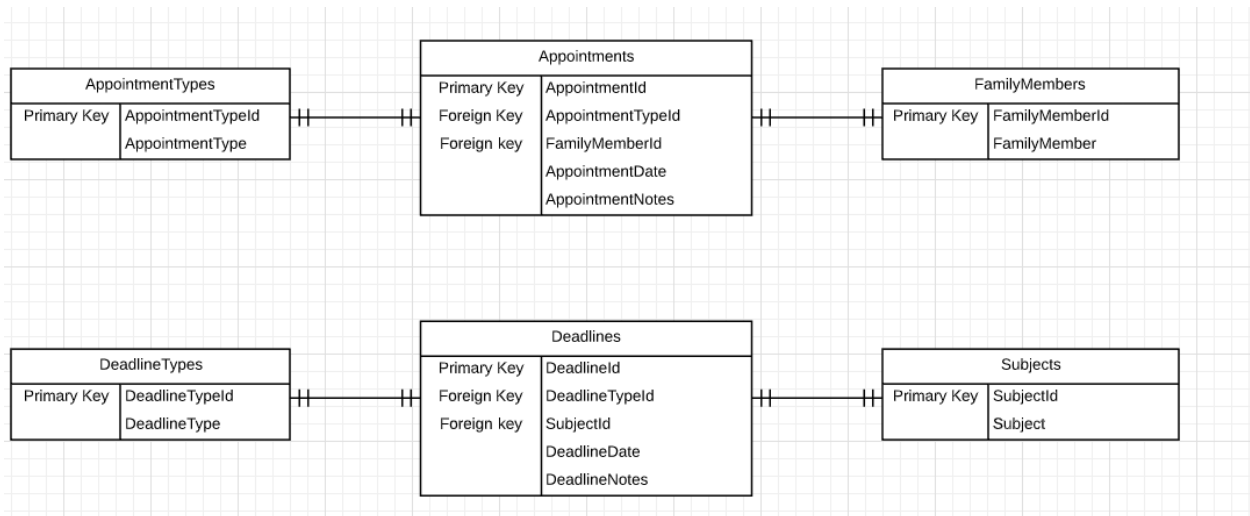 AppointmentTypes
Primary Key AppointmentTypeId
AppointmentType
Appointments
Primary Key AppointmentId
Foreign Key AppointmentTypeId
Foreign key FamilyMemberId
AppointmentDate
AppointmentNotes
FamilyMembers
Primary Key FamilyMemberId
FamilyMember
DeadlineTypes
Primary Key DeadlineTypeId
DeadlineType
Deadlines
Primary Key DeadlineId
Foreign Key DeadlineTypeId
Foreign key SubjectId
DeadlineDate
DeadlineNotes
Subjects
Primary Key SubjectId
Subject